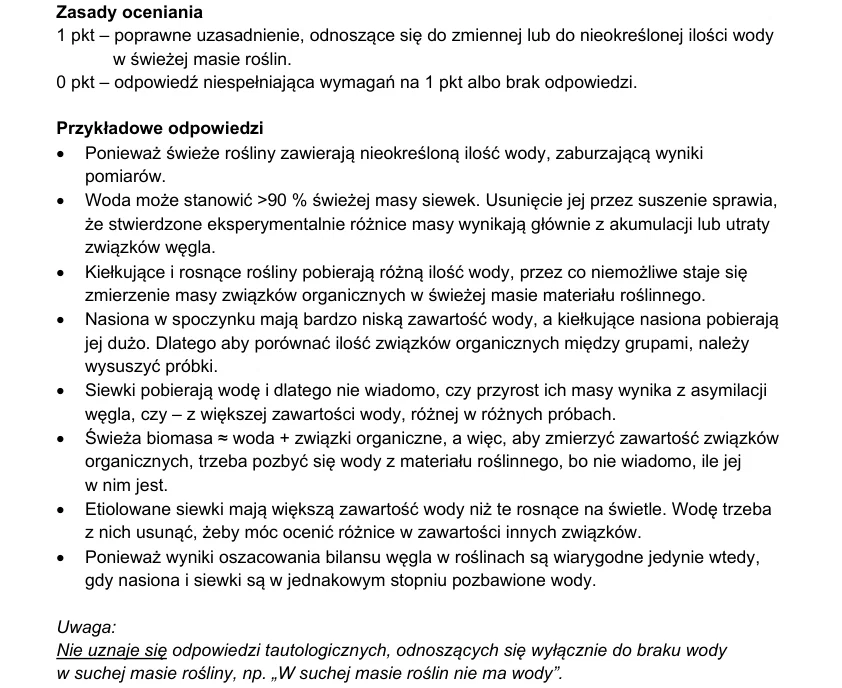 Zasady oceniania
1 pkt – poprawne uzasadnienie, odnoszące się do zmiennej lub do nieokreślonej ilości wody
w świeżej masie roślin.
0 pkt – odpowiedź niespełniająca wymagań na 1 pkt albo brak odpowiedzi.
Przykładowe odpowiedzi
• Ponieważ świeże rośliny zawierają nieokreśloną ilość wody, zaburzającą wyniki
pomiarów.
• Woda może stanowić >90 % świeżej masy siewek. Usunięcie jej przez suszenie sprawia,
że stwierdzone eksperymentalnie różnice masy wynikają głównie z akumulacji lub utraty
związków węgla.
• Kiełkujące i rosnące rośliny pobierają różną ilość wody, przez co niemożliwe staje się
zmierzenie masy związków organicznych w świeżej masie materiału roślinnego.
• Nasiona w spoczynku mają bardzo niską zawartość wody, a kiełkujące nasiona pobierają
jej dużo. Dlatego aby porównać ilość związków organicznych między grupami, należy
wysuszyć próbki.
• Siewki pobierają wodę i dlatego nie wiadomo, czy przyrost ich masy wynika z asymilacji
węgla, czy – z większej zawartości wody, różnej w różnych próbach.
• Świeża biomasa ≈ woda + związki organiczne, a więc, aby zmierzyć zawartość związków
organicznych, trzeba pozbyć się wody z materiału roślinnego, bo nie wiadomo, ile jej
w nim jest.
• Etiolowane siewki mają większą zawartość wody niż te rosnące na świetle. Wodę trzeba
z nich usunąć, żeby móc ocenić różnice w zawartości innych związków.
• Ponieważ wyniki oszacowania bilansu węgla w roślinach są wiarygodne jedynie wtedy,
gdy nasiona i siewki są w jednakowym stopniu pozbawione wody.
Uwaga:
Nie uznaje się odpowiedzi tautologicznych, odnoszących się wyłącznie do braku wody
w suchej masie rośliny, np. „W suchej masie roślin nie ma wody”.